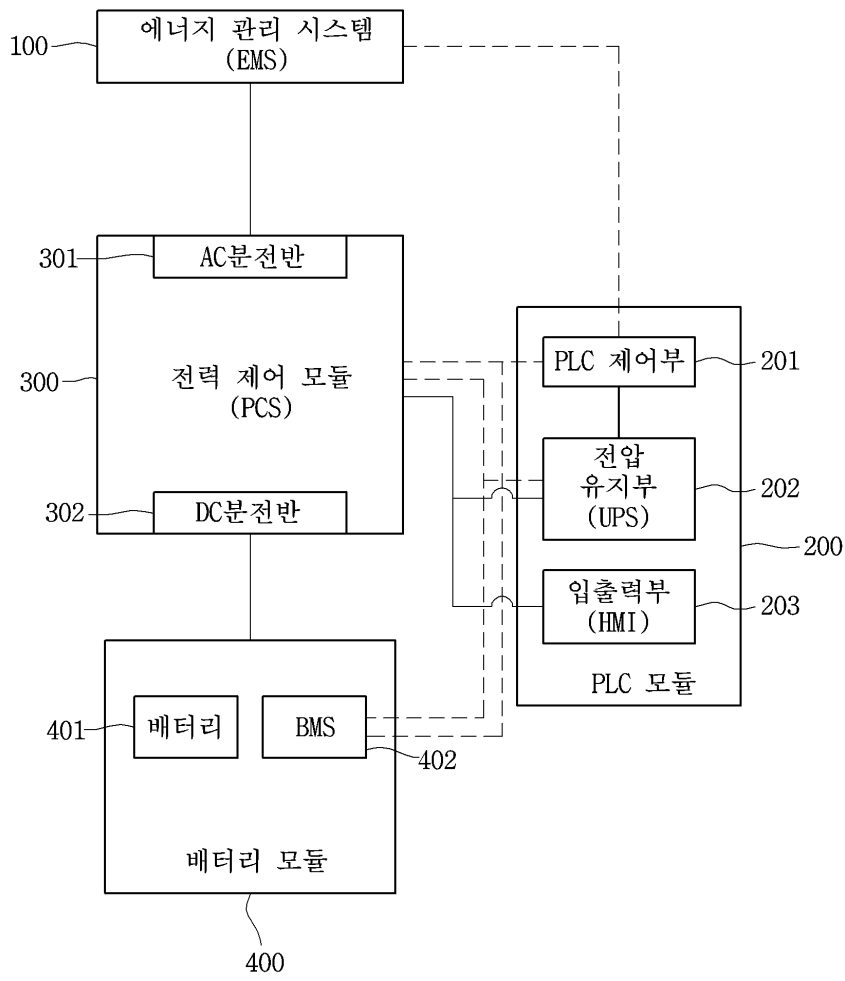 에너지 관리 시스템
(EMS)
100
301
AC분전반
300
전력 제어 모듈
(PCS)
PLC 제어부
201
302
DC분전반
전압
유지부
(UPS)
202
200
입출력부
(HMI)
203
PLC 모듈
401
배터리
BMS
402
배터리 모듈
400